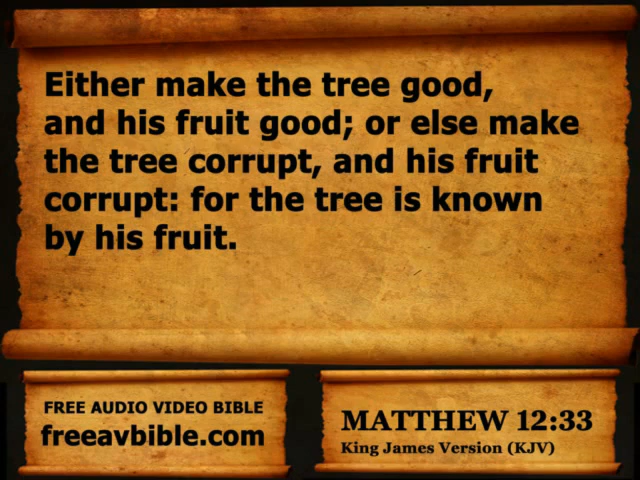 Either make the tree good,
and his fruit good; or else make
the tree corrupt, and his fruit
corrupt: for the tree is known
by his fruit.
FREE AUDIO VIDEO BIBLE
freeavbible.com
MATTHEW 12:33
King James Version (KJV)